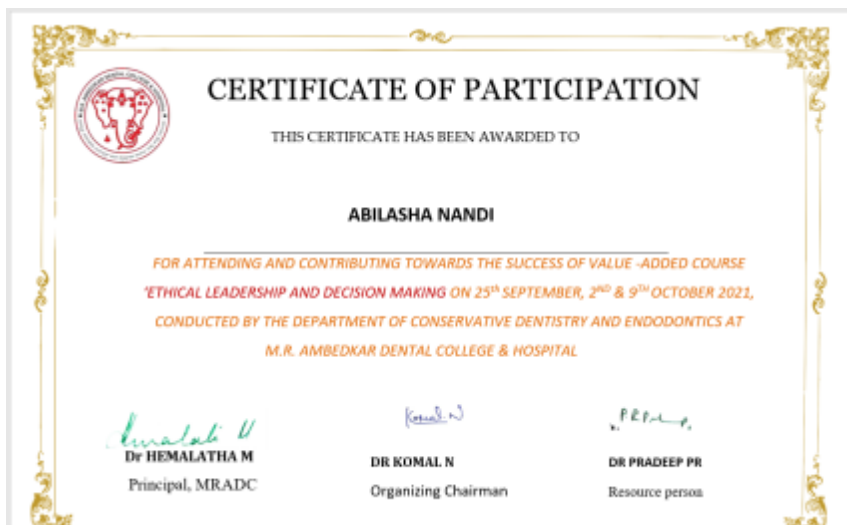 CERTIFICATE OF PARTICIPATION
THIS CERTIFICATE HAS BEEN AWARDED TO
ABILASHA NANDI
FOR ATTENDING AND CONTRIBUTING TOWARDS THE SUCCESS OF VALUE -ADDED COURSE
'ETHICAL LEADERSHIP AND DECISION MAKING ON 25th SEPTEMBER, 2ND & 9TH OCTOBER 2021,
CONDUCTED BY THE DEPARTMENT OF CONSERVATIVE DENTISTRY AND ENDODONTICS AT
M.R. AMBEDKAR DENTAL COLLEGE & HOSPITAL
Komal N
Dr HEMALATHA M
DR KOMAL N
DR PRADEEP PR
Principal, MRADC
Organizing Chairman
Resource person